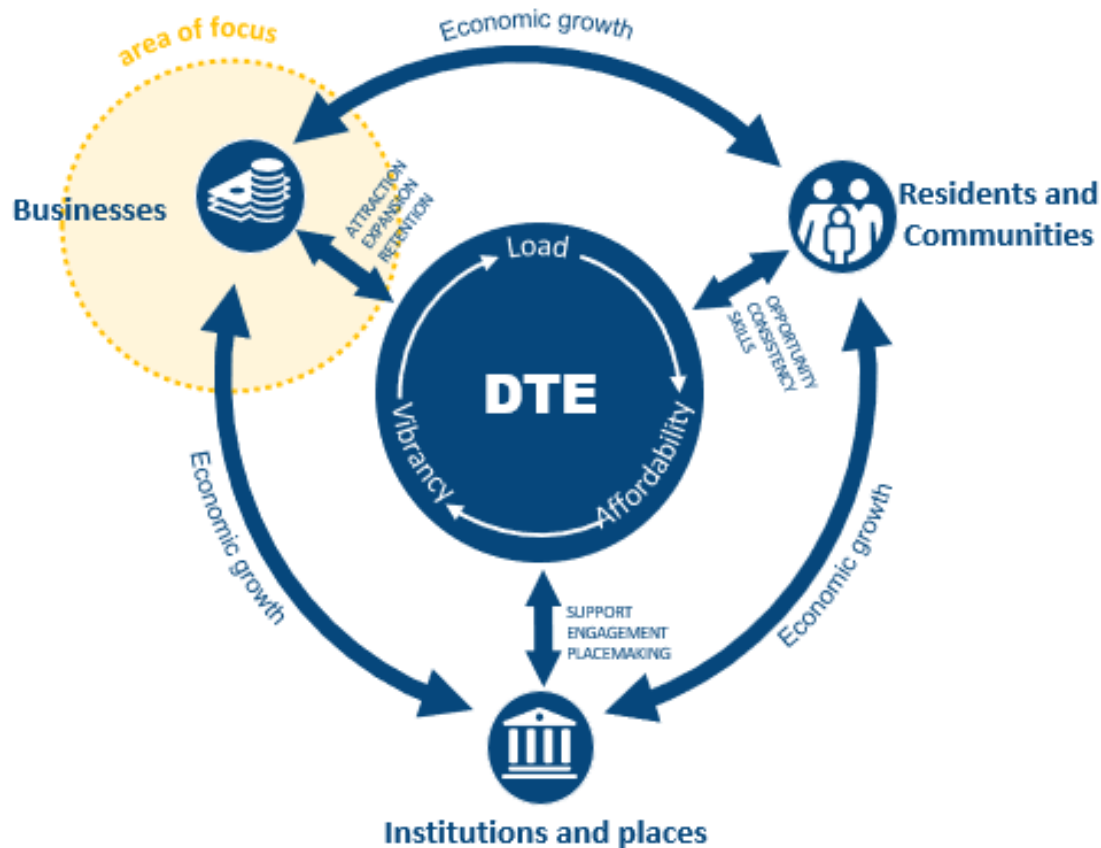 area of focus
Economic growth
Businesses
ATTRACTION
EXPANSION
RETENTION
Residents and
Communities
Load
DTE
Vibrancy
Affordability
OPPORTUNITY
CONSISTENCY
SKILLS
Economic growth
Economic growth
SUPPORT
ENGAGEMENT
PLACEMAKING
Institutions and places